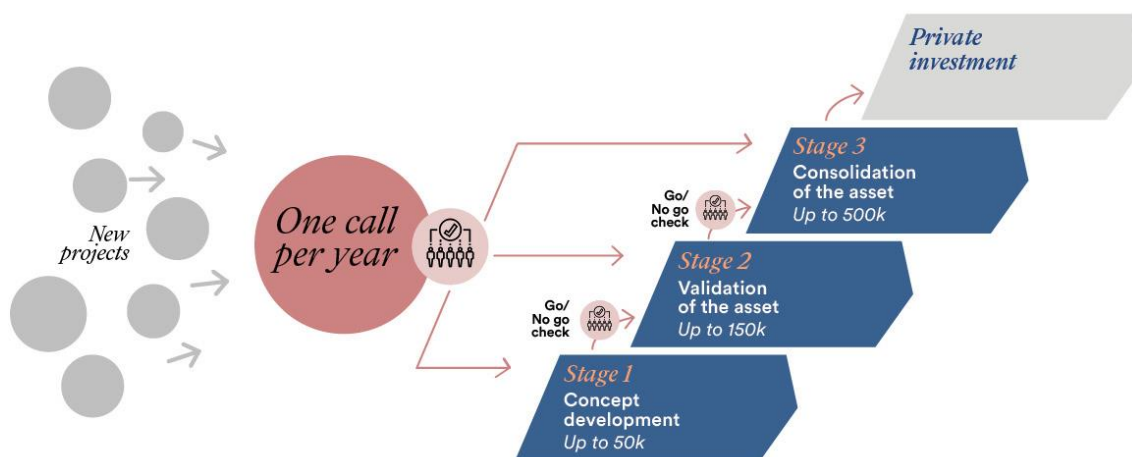 New
projects
One call
per year
Go/
No go
check
Stage 1
Concept
development
Up to 50k
Go/
No go
check
Stage 2
Validation
of the asset
Up to 150k
Stage 3
Consolidation
of the asset
Up to 500k
Private
investment